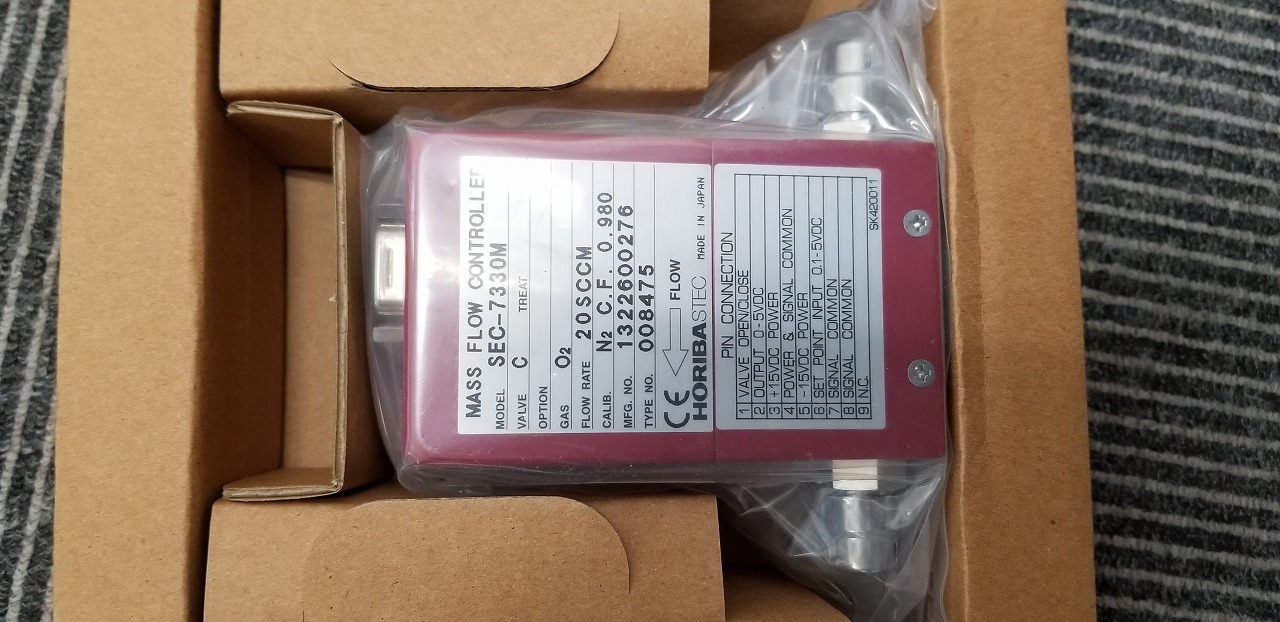 MASS FLOW CONTROLLER
MODEL SEC-7330M
VALVE C TREAT
OPTION
GAS O2
FLOW RATE 20SCCM
CALIB. N2 C.F. 0.980
MFG. NO. 1322600276
TYPE NO. 008475
CE FLOW
HORIBASTEC MADE IN JAPAN
PIN CONNECTION
1 VALVE OPEN/CLOSE
2 OUTPUT 0-5VDC
3 +15VDC POWER
4 POWER & SIGNAL COMMON
5 -15VDC POWER
6 SET POINT INPUT 0.1-5VDC
7 SIGNAL COMMON
8 SIGNAL COMMON
9 N.C.
SK420011